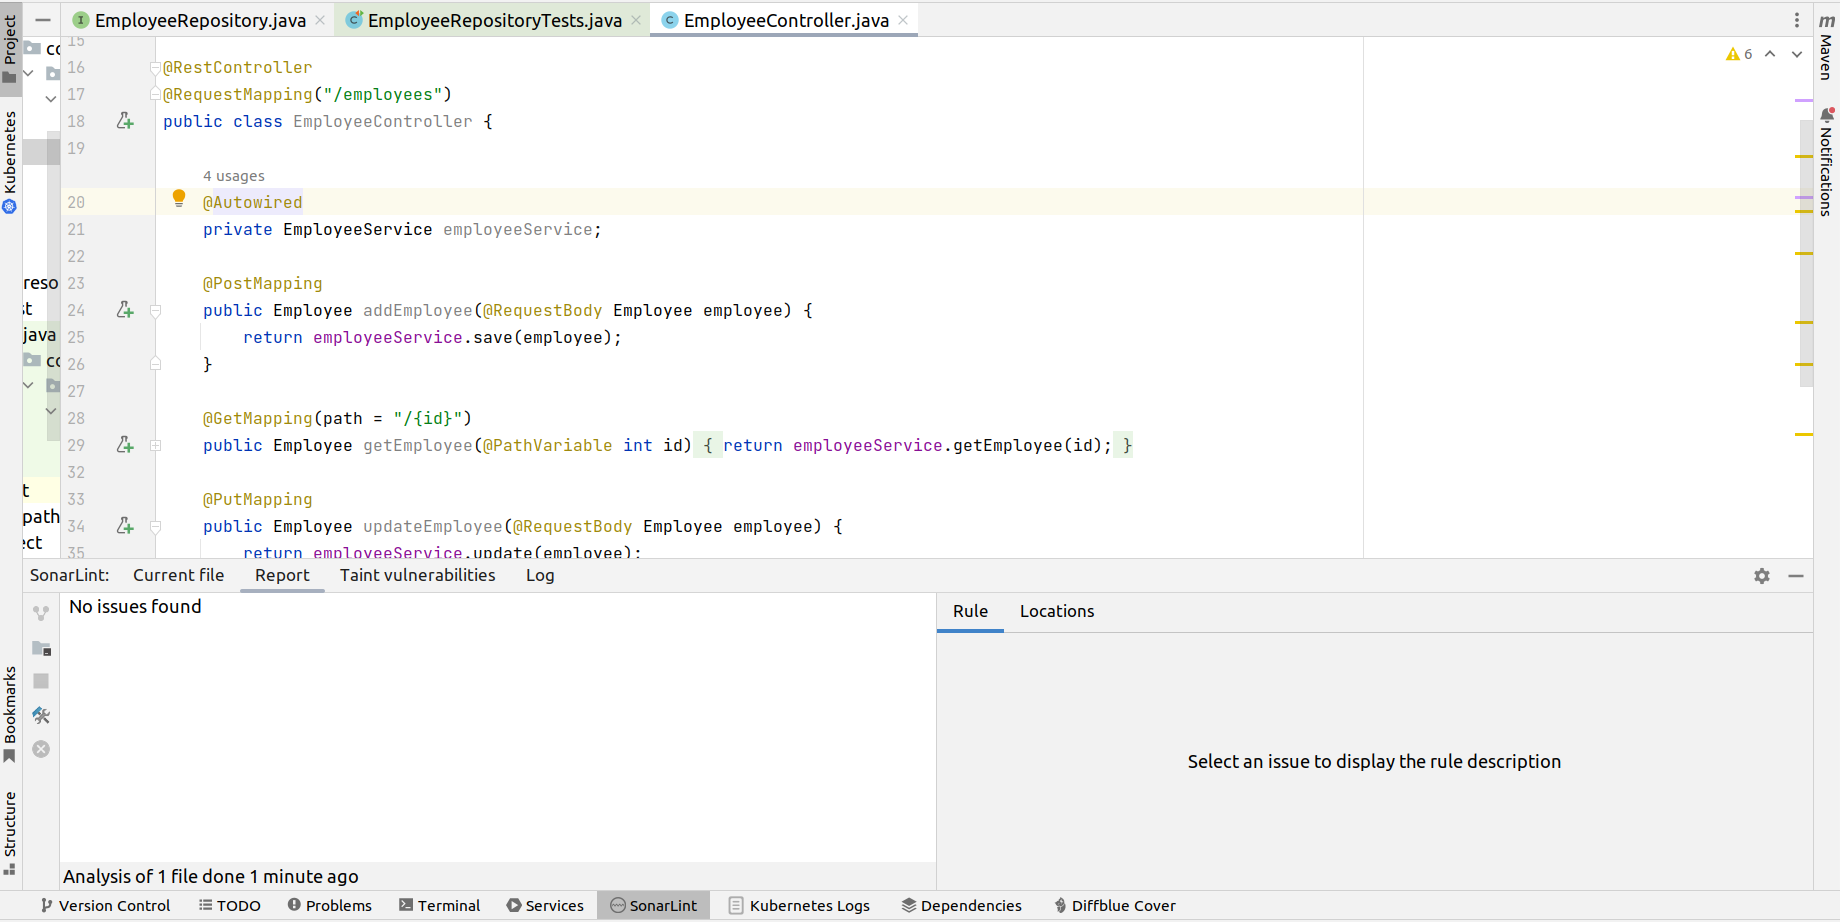 EmployeeRepository.java
EmployeeRepositoryTests.java
EmployeeController.java
Project
Kubernetes
Bookmarks
Structure
m Maven
Notifications
6
co
reso
st
java
co
t
path
ect
15
16 @RestController
17 @RequestMapping("/employees")
18 public class EmployeeController {
19
4 usages
20 @Autowired
21 private EmployeeService employeeService;
22
23 @PostMapping
24 public Employee addEmployee(@RequestBody Employee employee) {
25 return employeeService.save(employee);
26 }
27
28 @GetMapping(path = "/{id}")
29 public Employee getEmployee(@PathVariable int id) { return employeeService.getEmployee(id); }
32
33 @PutMapping
34 public Employee updateEmployee(@RequestBody Employee employee) {
35 return employeeService.update(employee);
SonarLint: Current file Report Taint vulnerabilities Log
No issues found
Rule Locations
Select an issue to display the rule description
Analysis of 1 file done 1 minute ago
Version Control TODO Problems Terminal Services SonarLint Kubernetes Logs Dependencies Diffblue Cover